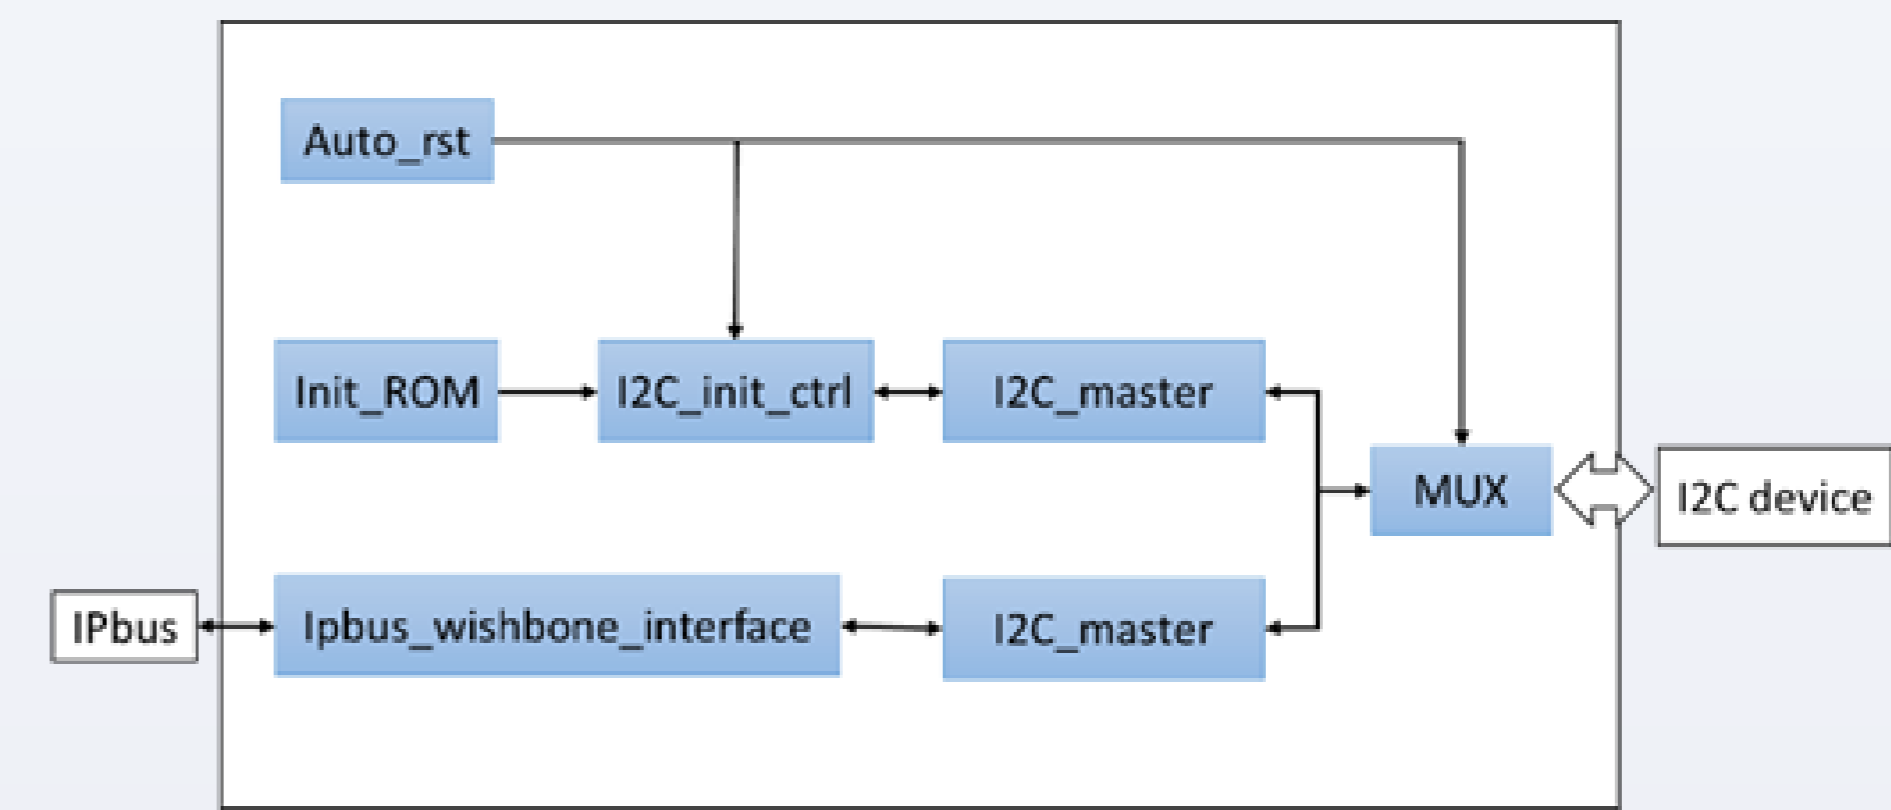 Auto_rst
Init_ROM
I2C_init_ctrl
I2C_master
MUX
I2C device
IPbus
Ipbus_wishbone_interface
I2C_master